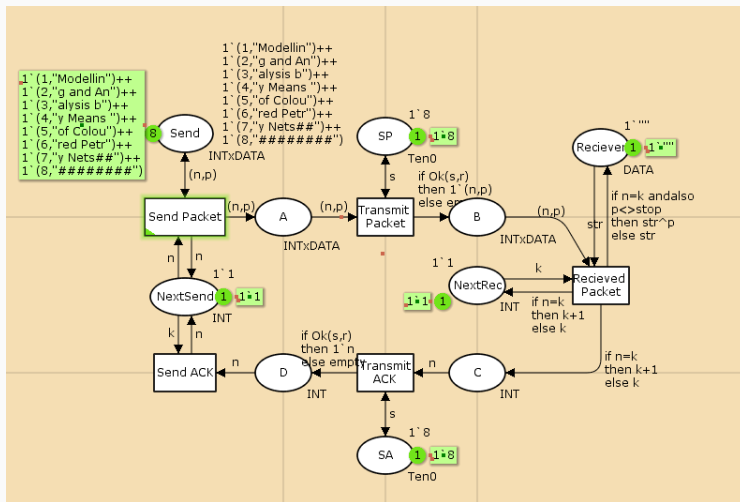 1`(1,"Modellin")++
1`(2,"g and An")++
1`(3,"alysis b")++
1`(4,"y Means ")++
1`(5,"of Colou")++
1`(6,"red Petr")++
1`(7,"y Nets##")++
1`(8,"########")
1`(1,"Modellin")++
1`(2,"g and An")++
1`(3,"alysis b")++
1`(4,"y Means ")++
1`(5,"of Colou")++
1`(6,"red Petr")++
1`(7,"y Nets##")++
1`(8,"########")
8
Send
INTxDATA
(n,p)
1`8
SP
1
1`8
Ten0
s
1`""
Reciever
1
1`""
DATA
Send Packet
(n,p)
A
INTxDATA
(n,p)
Transmit
Packet
if Ok(s,r)
then 1`(n,p)
else em
B
INTxDATA
(n,p)
str
if n=k andalso
p<>stop
then str^p
else str
n
n
1`1
NextSend
1
1`1
INT
1`1
NextRec
1`1
1
INT
k
if n=k
then k+1
else k
Recieved
Packet
k
n
Send ACK
n
D
INT
if Ok(s,r)
then 1`n
else empty
Transmit
ACK
n
C
INT
if n=k
then k+1
else k
s
1`8
SA
1
1`8
Ten0